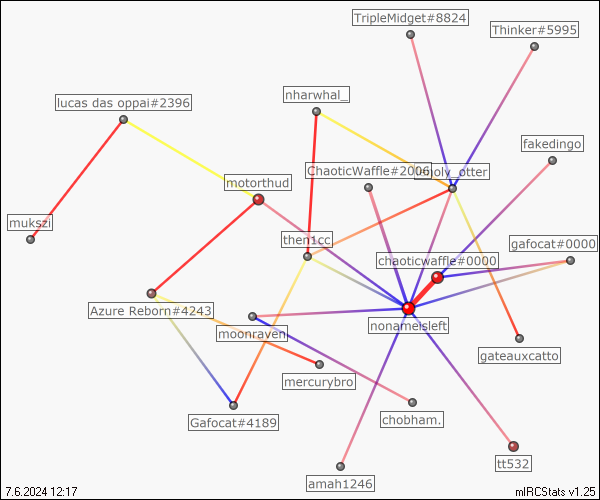 TripleMidget#8824
Thinker#5995
nharwhal_
lucas das oppai#2396
fakedingo
ChaoticWaffle#2006
motorthud
mukszi
then1cc
gafocat#0000
chaoticwaffle#0000
Azure Reborn#4243
moonraven
nonameisleft
gateauxcatto
mercurybro
chobham.
Gafocat#4189
tt532
amah1246
7.6.2024 12:17
mIRCStats v1.25